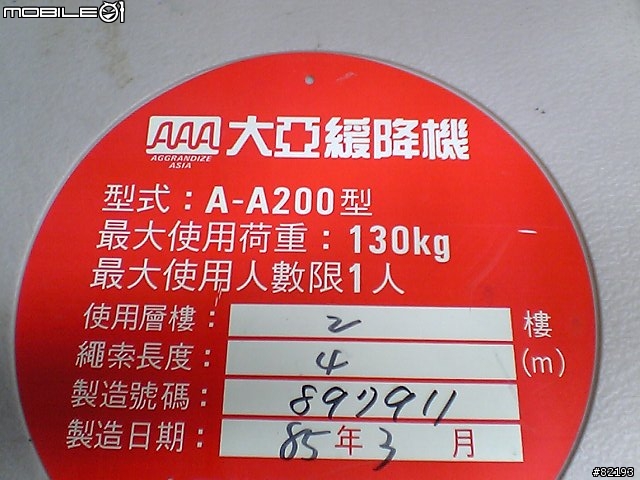 MOBILE01
AAA 大亞緩降機
AGGRANDIZE
ASIA
型式：A-A200型
最大使用荷重：130kg
最大使用人數限1人
使用層樓：2樓
繩索長度：4(m)
製造號碼：897911
製造日期：85年3月
#82193